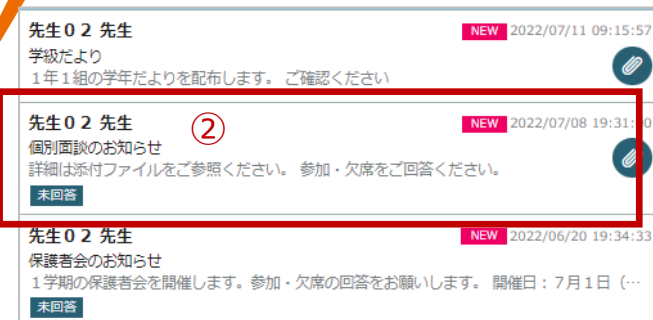 先生０２ 先生 NEW 2022/07/11 09:15:57
学級だより
１年１組の学年だよりを配布します。 ご確認ください
先生０２ 先生 ② NEW 2022/07/08 19:31:00
個別面談のお知らせ
詳細は添付ファイルをご参照ください。 参加・欠席をご回答ください。
未回答
先生０２ 先生 NEW 2022/06/20 19:34:33
保護者会のお知らせ
１学期の保護者会を開催します。参加・欠席の回答をお願いします。 開催日：７月１日（…
未回答